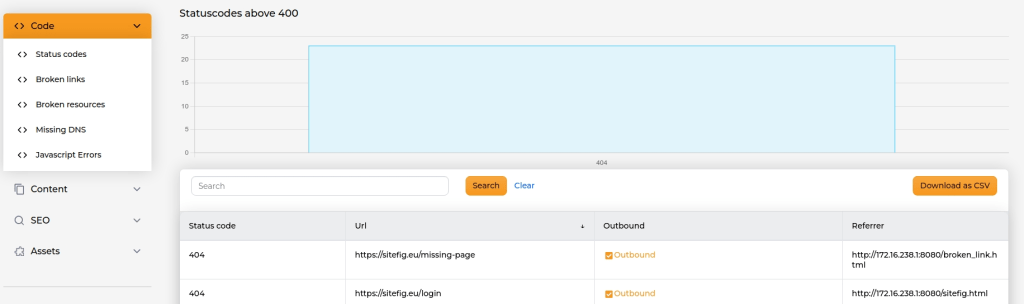 Statuscodes above 400
Code
Status codes
Broken links
Broken resources
Missing DNS
Javascript Errors
Content
SEO
Assets
25
20
15
10
5
0
404
Search
Search
Clear
Download as CSV
Status code
Url
Outbound
Referrer
404
https://sitefig.eu/missing-page
Outbound
http://172.16.238.1:8080/broken_link.h
tml
404
https://sitefig.eu/login
Outbound
http://172.16.238.1:8080/sitefig.html